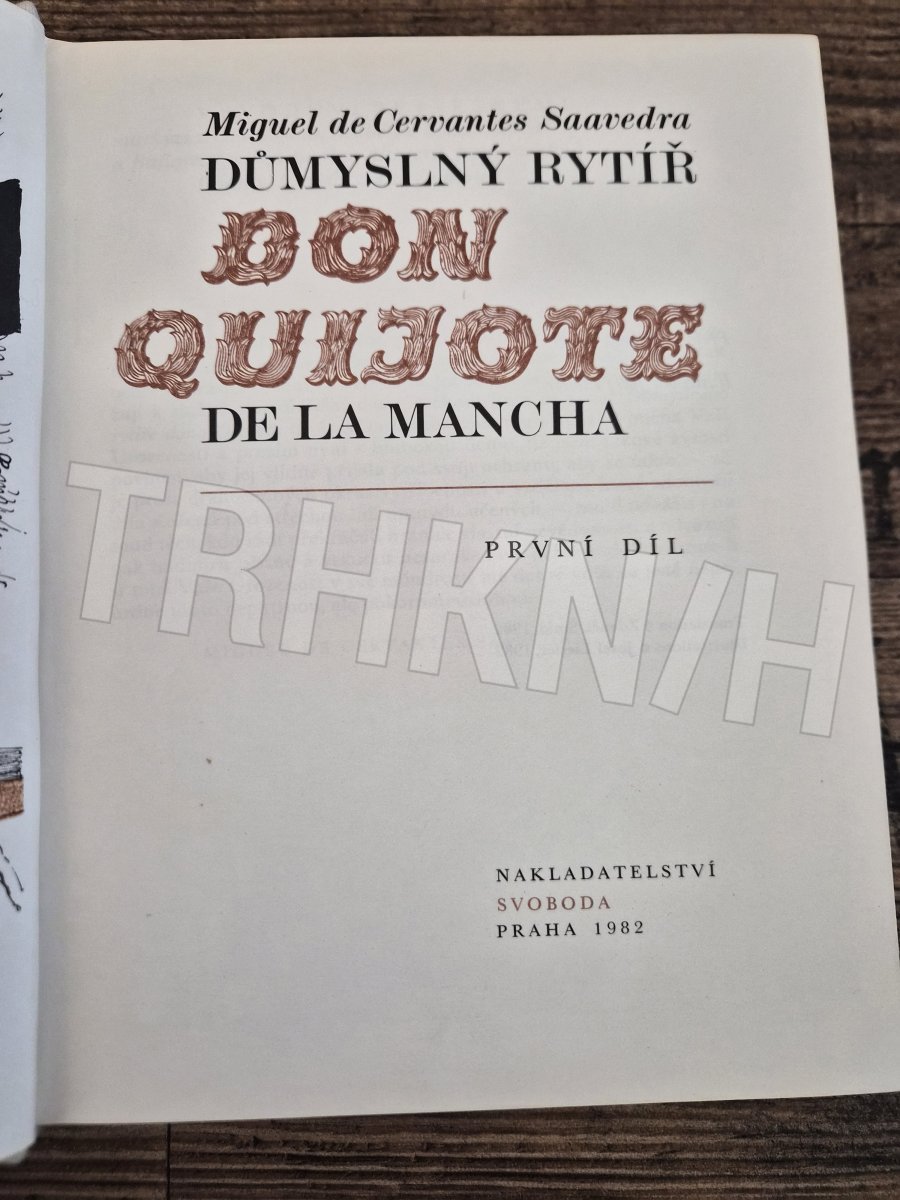 Miguel de Cervantes Saavedra
DŮMYSLNÝ RYTÍŘ
DON
QUIJOTE
DE LA MANCHA
PRVNÍ DÍL
TRHKNIH
NAKLADATELSTVÍ
SVOBODA
PRAHA 1982